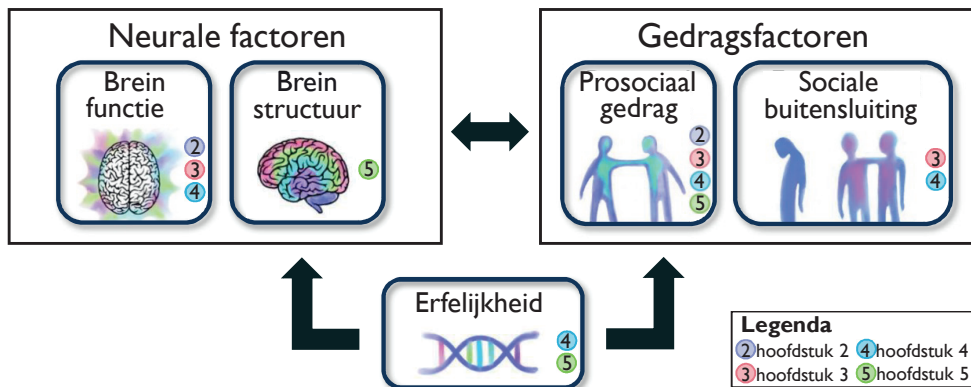 Neurale factoren
Brein
functie
2
3
4
Brein
structuur
5
Gedragsfactoren
Prosociaal
gedrag
2
3
4
5
Sociale
buitensluiting
3
4
Erfelijkheid
4
5
Legenda
2 hoofdstuk 2 4 hoofdstuk 4
3 hoofdstuk 3 5 hoofdstuk 5